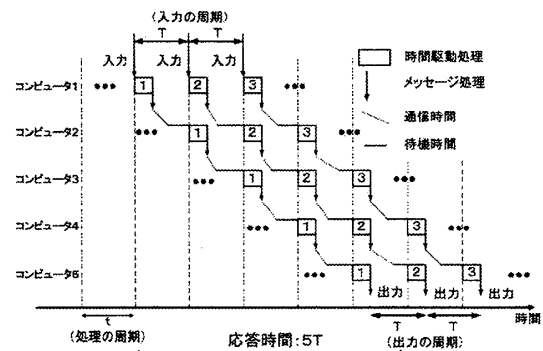 (入力の周期)
T T
入力 入力 入力
時間駆動処理
メッセージ処理
通信時間
待機時間
コンピュータ1 ••• 1 2 3 •••
コンピュータ2 ••• 1 2 3 •••
コンピュータ3 ••• 1 2 3 •••
コンピュータ4 ••• 1 2 3 •••
コンピュータ5 ••• 1 2 3 •••
出力 出力 出力
時間
t T T
(処理の周期) 応答時間:5T (出力の周期)